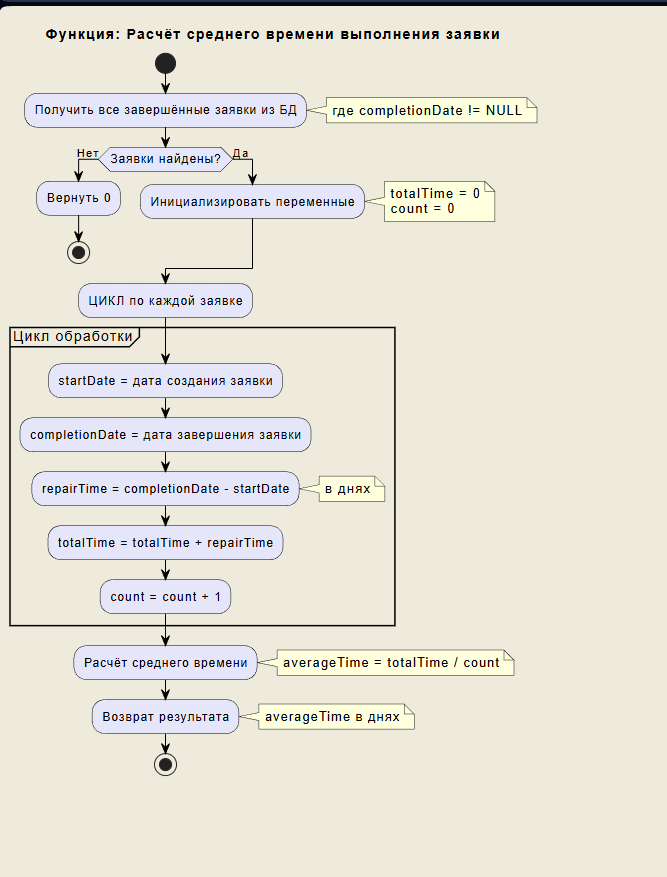 Функция: Расчёт среднего времени выполнения заявки
Получить все завершённые заявки из БД
где completionDate != NULL
Нет
Заявки найдены?
Да
Вернуть 0
Инициализировать переменные
totalTime = 0
count = 0
ЦИКЛ по каждой заявке
Цикл обработки
startDate = дата создания заявки
completionDate = дата завершения заявки
repairTime = completionDate - startDate
в днях
totalTime = totalTime + repairTime
count = count + 1
Расчёт среднего времени
averageTime = totalTime / count
Возврат результата
averageTime в днях